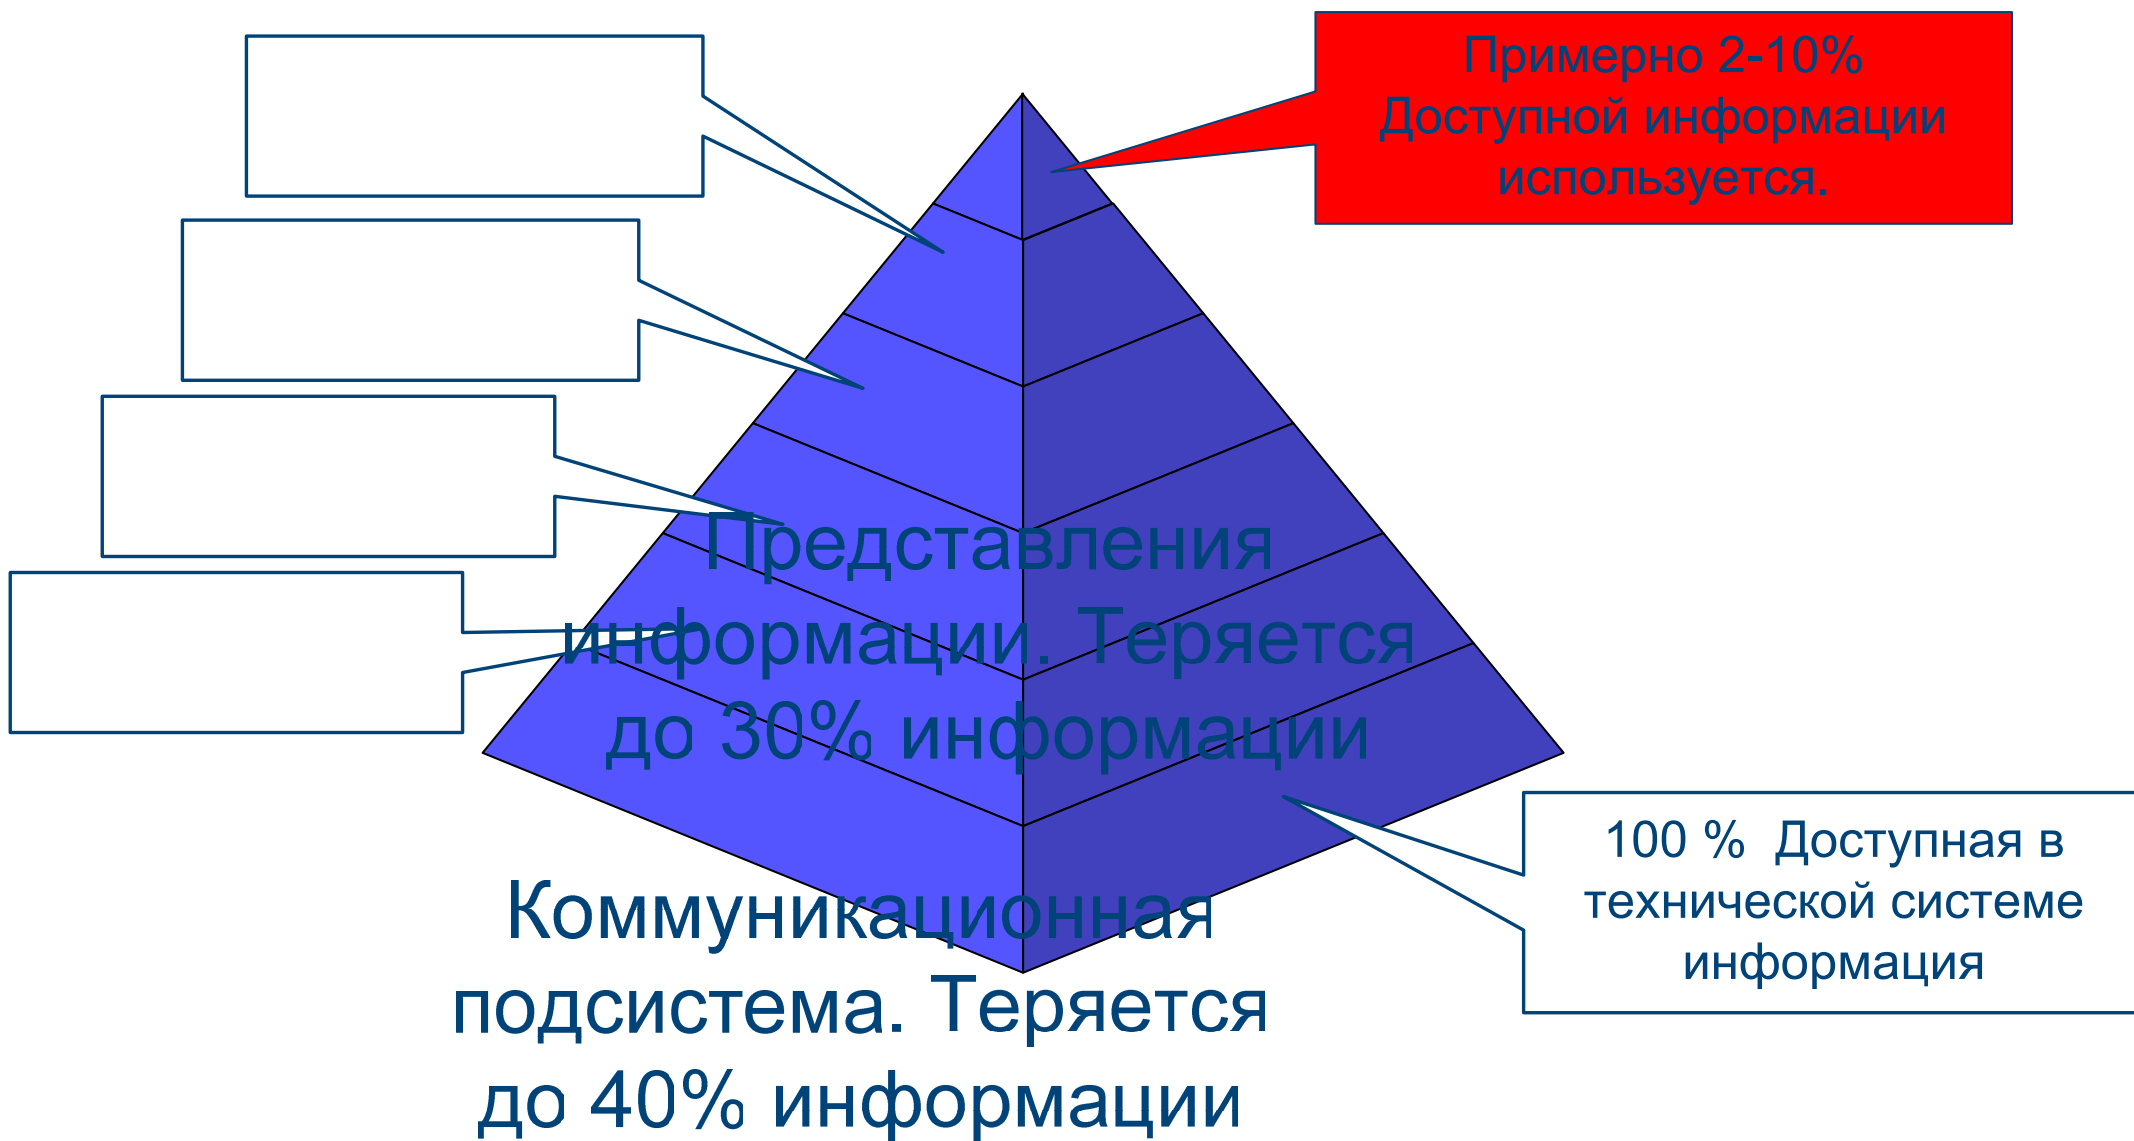 Примерно 2-10%
Доступной информации
используется.
Представления
информации. Теряется
до 30% информации
100 % Доступная в
технической системе
информация
Коммуникационная
подсистема. Теряется
до 40% информации